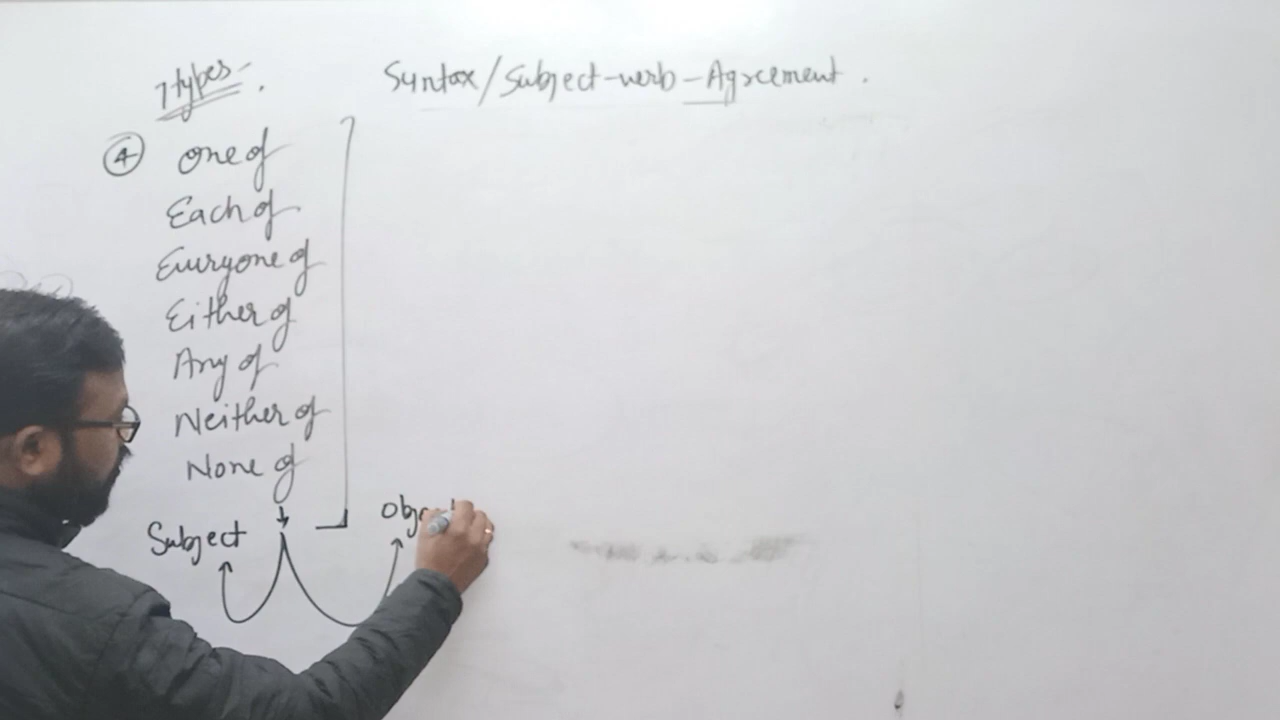 7 types -.
Syntax/Subject-verb-Agreement.
④ One of
Each of
Everyone of
Either of
Any of
Neither of
None of
Subject